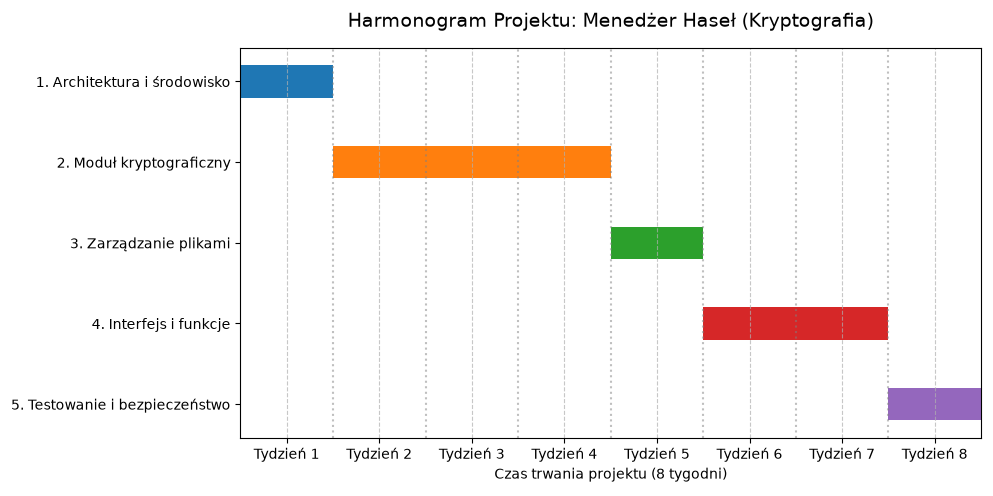 Harmonogram Projektu: Menedżer Haseł (Kryptografia)
1. Architektura i środowisko
2. Moduł kryptograficzny
3. Zarządzanie plikami
4. Interfejs i funkcje
5. Testowanie i bezpieczeństwo
Tydzień 1 Tydzień 2 Tydzień 3 Tydzień 4 Tydzień 5 Tydzień 6 Tydzień 7 Tydzień 8
Czas trwania projektu (8 tygodni)